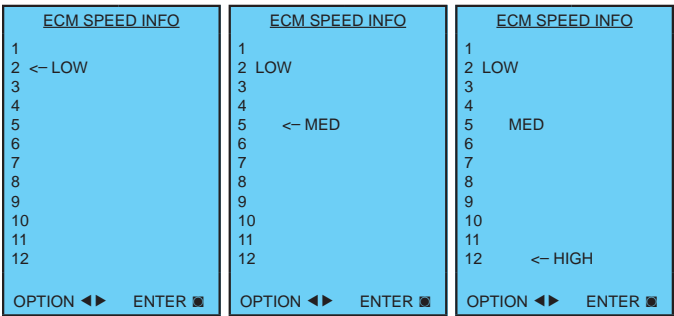 ECM SPEED INFO
1
2 <– LOW
3
4
5
6
7
8
9
10
11
12
OPTION ◀▶ ENTER ◙
ECM SPEED INFO
1
2 LOW
3
4
5 <– MED
6
7
8
9
10
11
12
OPTION ◀▶ ENTER ◙
ECM SPEED INFO
1
2 LOW
3
4
5 MED
6
7
8
9
10
11
12 <– HIGH
OPTION ◀▶ ENTER ◙